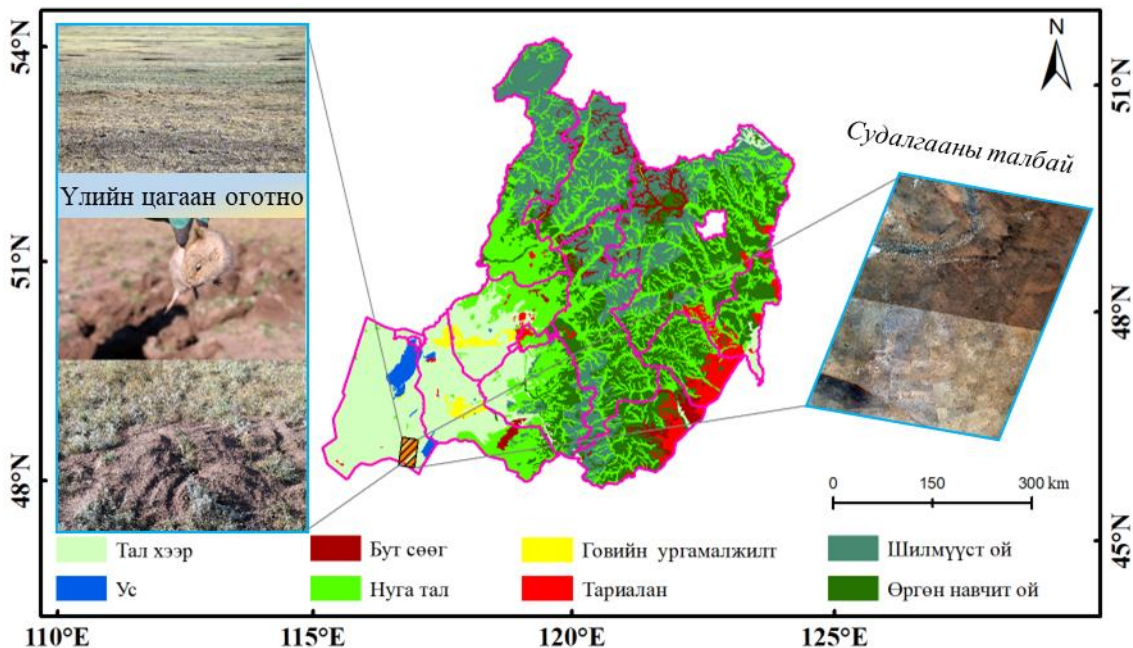 54°N
51°N
48°N
N
51°N
48°N
45°N
Үлийн цагаан оготно
Судалгааны талбай
0 150 300 km
Тал хээр
Бут сөөг
Говийн ургамалжилт
Шилмүүст ой
Ус
Нуга тал
Тариалан
Өргөн навчит ой
110°E 115°E 120°E 125°E